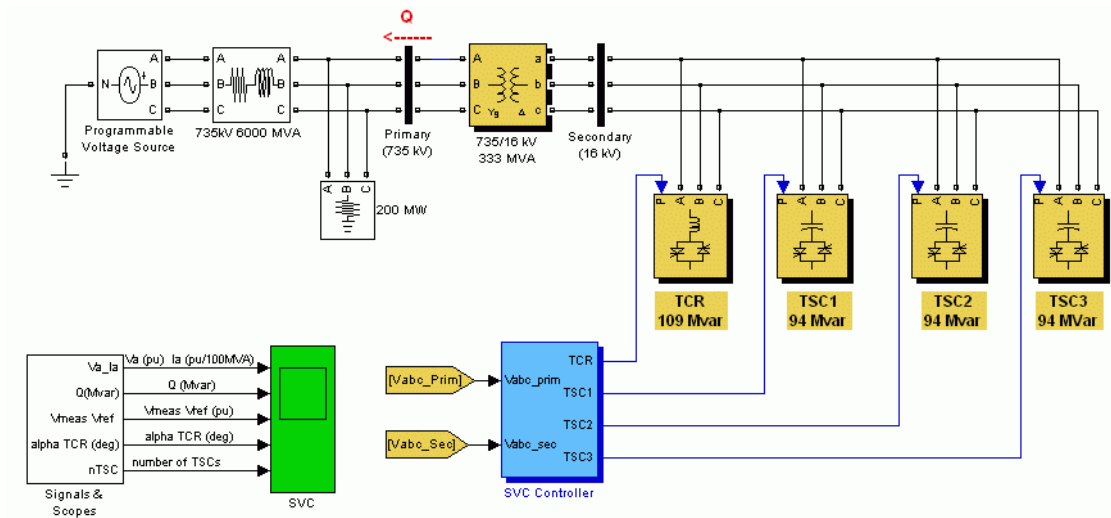 Q
<------
N
A
B
C
Programmable
Voltage Source
A
B
C
A
B
C
735kV 6000 MVA
A
B
C
200 MW
Primary
(735 kV)
A
B
C
a
b
c
Yg
Δ
735/16 kV
333 MVA
Secondary
(16 kV)
P
A
B
C
TCR
109 Mvar
P
A
B
C
TSC1
94 Mvar
P
A
B
C
TSC2
94 Mvar
P
A
B
C
TSC3
94 MVar
Va_Ia
Q(Mvar)
Vmeas Vref
alpha TCR (deg)
nTSC
Signals &
Scopes
Va (pu) Ia (pu/100MVA)
Q (Mvar)
Vmeas Vref (pu)
alpha TCR (deg)
number of TSCs
SVC
[Vabc_Prim]
[Vabc_Sec]
Vabc_prim
Vabc_sec
TCR
TSC1
TSC2
TSC3
SVC Controller